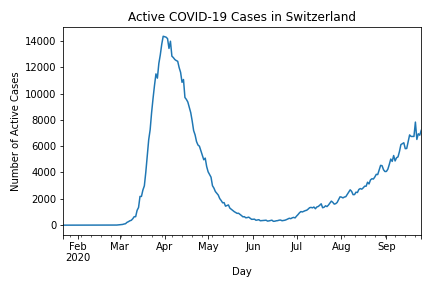 Active COVID-19 Cases in Switzerland
Number of Active Cases
14000
12000
10000
8000
6000
4000
2000
0
Feb Mar Apr May Jun Jul Aug Sep
2020
Day